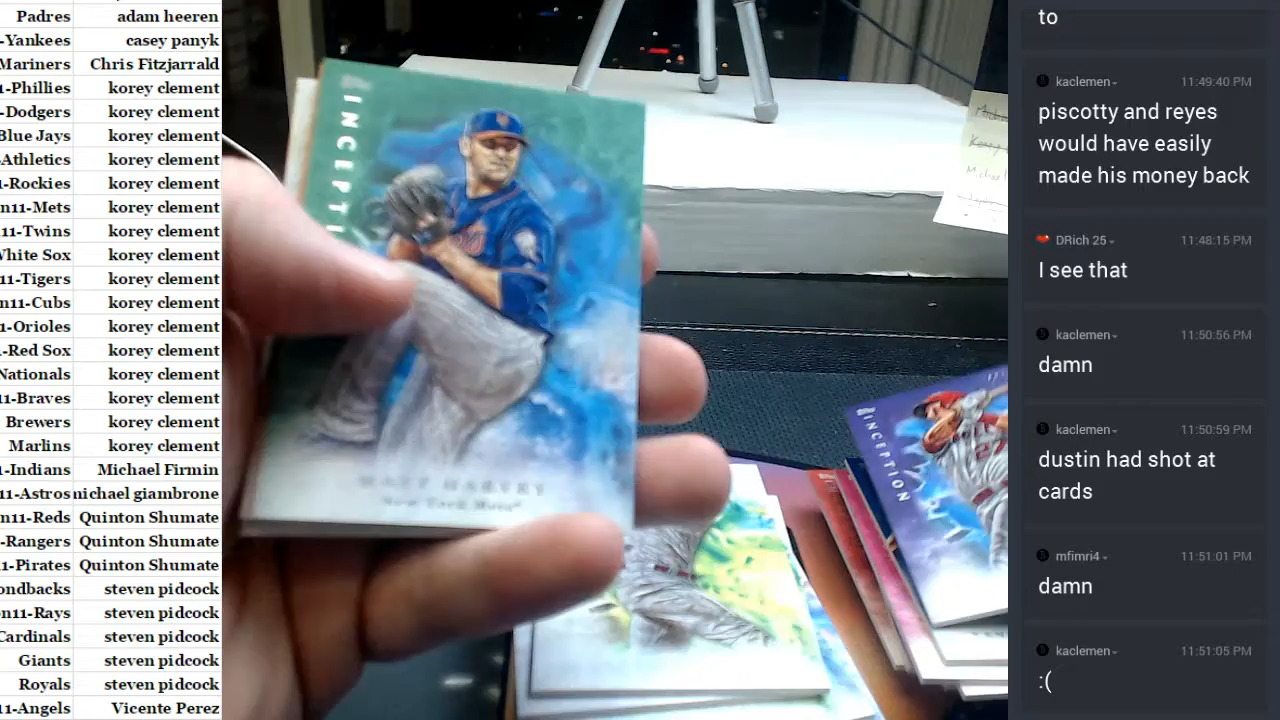 Padres adam heeren
-Yankees casey panyk
Mariners Chris Fitzjarrald
1-Phillies korey clement
-Dodgers korey clement
Blue Jays korey clement
-Athletics korey clement
1-Rockies korey clement
n11-Mets korey clement
11-Twins korey clement
White Sox korey clement
11-Tigers korey clement
n11-Cubs korey clement
1-Orioles korey clement
-Red Sox korey clement
Nationals korey clement
11-Braves korey clement
Brewers korey clement
Marlins korey clement
-Indians Michael Firmin
11-Astros michael giambrone
n11-Reds Quinton Shumate
-Rangers Quinton Shumate
1-Pirates Quinton Shumate
ondbacks steven pidcock
on11-Rays steven pidcock
Cardinals steven pidcock
Giants steven pidcock
Royals steven pidcock
11-Angels Vicente Perez
INCEPTI
MATT HARVEY
New York Mets
INCEPTION
to
kaclemen 11:49:40 PM
piscotty and reyes
would have easily
made his money back
DRich 25 11:48:15 PM
I see that
kaclemen 11:50:56 PM
damn
kaclemen 11:50:59 PM
dustin had shot at
cards
mfimri4 11:51:01 PM
damn
kaclemen 11:51:05 PM
:(